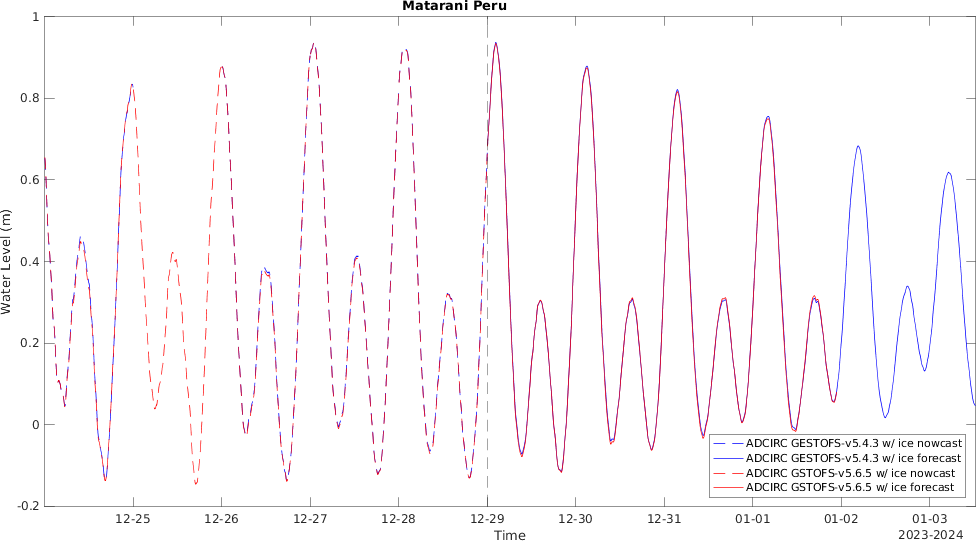 Matarani Peru
1
0.8
0.6
0.4
0.2
0
-0.2
Water Level (m)
12-25 12-26 12-27 12-28 12-29 12-30 12-31 01-01 01-02 01-03
Time
2023-2024
ADCIRC GESTOFS-v5.4.3 w/ ice nowcast
ADCIRC GESTOFS-v5.4.3 w/ ice forecast
ADCIRC GSTOFS-v5.6.5 w/ ice nowcast
ADCIRC GSTOFS-v5.6.5 w/ ice forecast